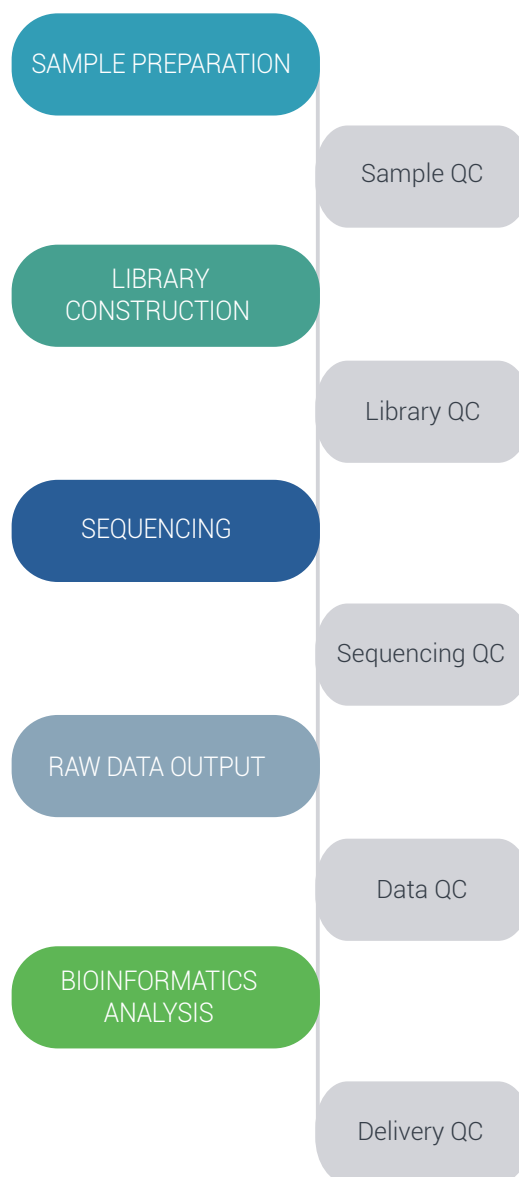 SAMPLE PREPARATION
Sample QC
LIBRARY
CONSTRUCTION
Library QC
SEQUENCING
Sequencing QC
RAW DATA OUTPUT
Data QC
BIOINFORMATICS
ANALYSIS
Delivery QC